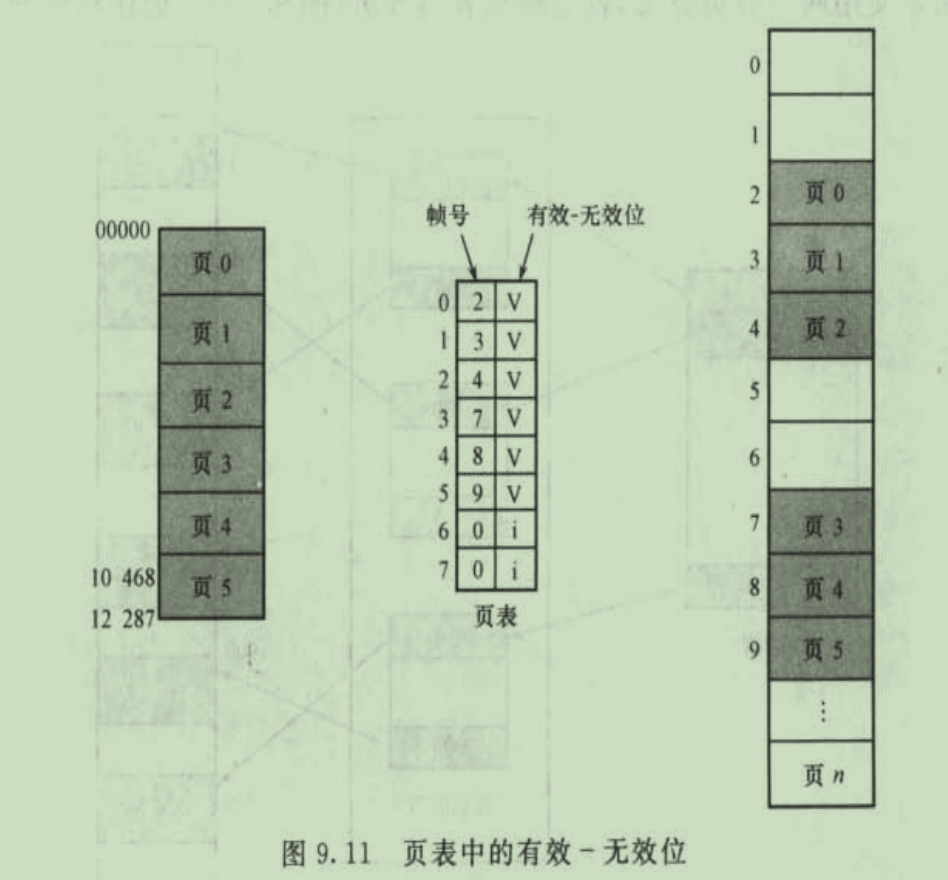 00000
页 0
页 1
页 2
页 3
页 4
10 468
页 5
12 287
帧号 有效-无效位
0 2 V
1 3 V
2 4 V
3 7 V
4 8 V
5 9 V
6 0 i
7 0 i
页表
0
1
2 页 0
3 页 1
4 页 2
5
6
7 页 3
8 页 4
9 页 5
⋮
页 n
图 9.11 页表中的有效-无效位